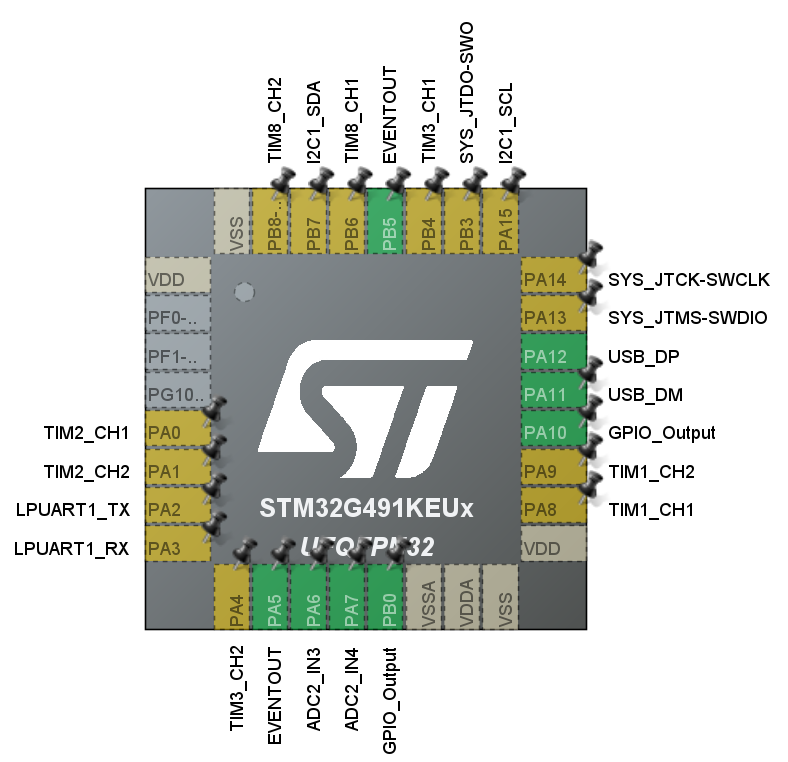 TIM8_CH2
I2C1_SDA
TIM8_CH1
EVENTOUT
TIM3_CH1
SYS_JTDO-SWO
I2C1_SCL
VSS
PB8-..
PB7
PB6
PB5
PB4
PB3
PA15
VDD
PF0-..
PF1-..
PG10..
TIM2_CH1 PA0
TIM2_CH2 PA1
LPUART1_TX PA2
LPUART1_RX PA3
PA14 SYS_JTCK-SWCLK
PA13 SYS_JTMS-SWDIO
PA12 USB_DP
PA11 USB_DM
PA10 GPIO_Output
PA9 TIM1_CH2
PA8 TIM1_CH1
VDD
ST
STM32G491KEUx
UFQFPN32
PA4
PA5
PA6
PA7
PB0
VSSA
VDDA
VSS
TIM3_CH2
EVENTOUT
ADC2_IN3
ADC2_IN4
GPIO_Output